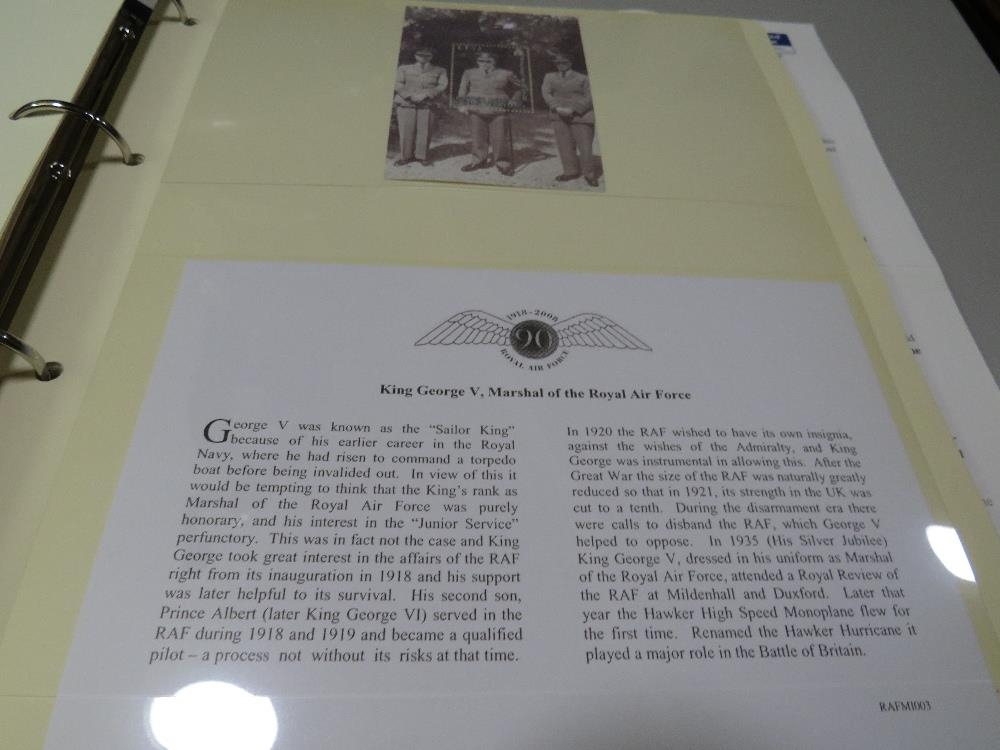 1918-2008
90
ROYAL AIR FORCE
King George V, Marshal of the Royal Air Force
George V was known as the "Sailor King"
because of his earlier career in the Royal
Navy, where he had risen to command a torpedo
boat before being invalided out. In view of this it
would be tempting to think that the King's rank as
Marshal of the Royal Air Force was purely
honorary, and his interest in the "Junior Service"
perfunctory. This was in fact not the case and King
George took great interest in the affairs of the RAF
right from its inauguration in 1918 and his support
was later helpful to its survival. His second son,
Prince Albert (later King George VI) served in the
RAF during 1918 and 1919 and became a qualified
pilot – a process not without its risks at that time.
In 1920 the RAF wished to have its own insignia,
against the wishes of the Admiralty, and King
George was instrumental in allowing this. After the
Great War the size of the RAF was naturally greatly
reduced so that in 1921, its strength in the UK was
cut to a tenth. During the disarmament era there
were calls to disband the RAF, which George V
helped to oppose. In 1935 (His Silver Jubilee)
King George V, dressed in his uniform as Marshal
of the Royal Air Force, attended a Royal Review of
the RAF at Mildenhall and Duxford. Later that
year the Hawker High Speed Monoplane flew for
the first time. Renamed the Hawker Hurricane it
played a major role in the Battle of Britain.
RAFMI003